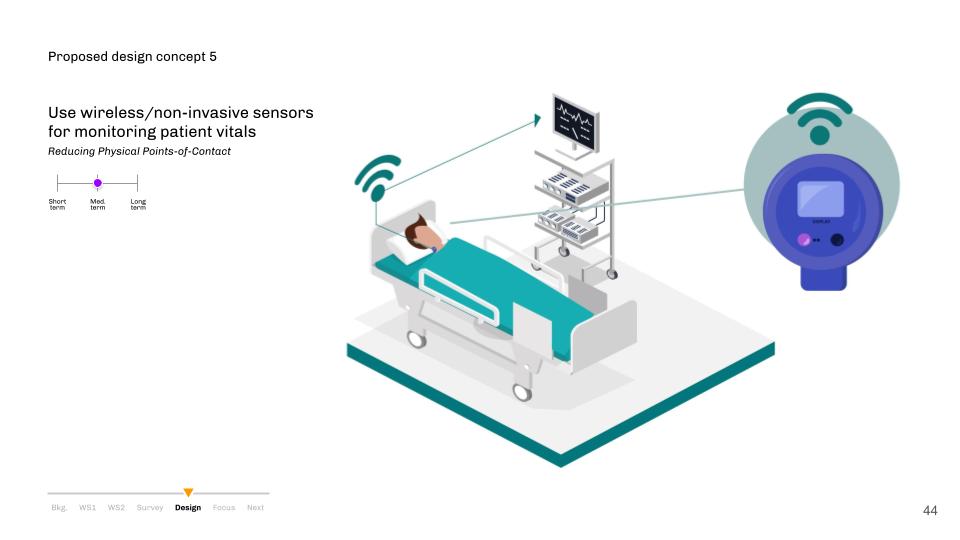 Proposed design concept 5
Use wireless/non-invasive sensors
for monitoring patient vitals
Reducing Physical Points-of-Contact
Short term
Med. term
Long term
DISPLAY
Bkg. WS1 WS2 Survey Design Focus Next
44